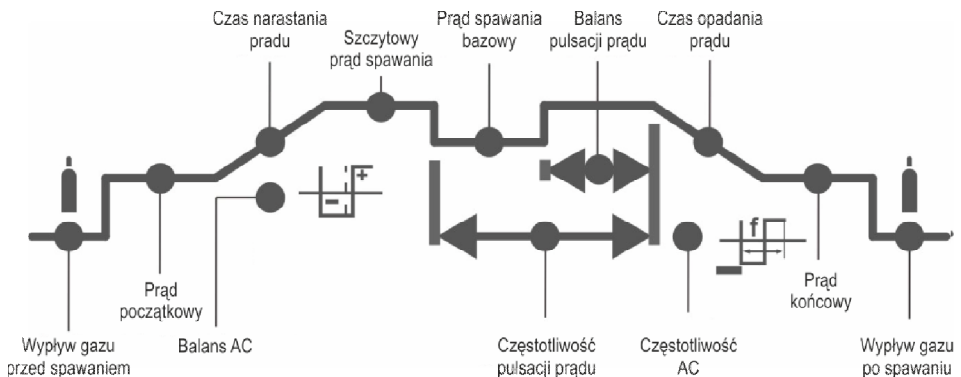 Czas narastania
pradu
Szczytowy
prąd spawania
Prąd spawania
bazowy
Balans
pulsacji prądu
Czas opadania
prądu
+
-
f
Prąd
początkowy
Prąd
końcowy
Wypływ gazu
przed spawaniem
Balans AC
Częstotliwość
pulsacji prądu
Częstotliwość
AC
Wypływ gazu
po spawaniu